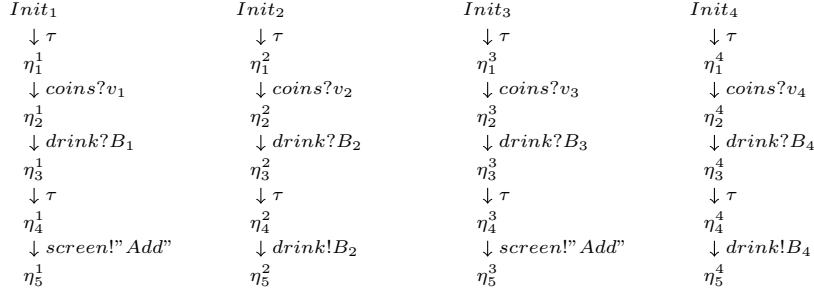 Init₁ Init₂ Init₃ Init₄
↓ τ ↓ τ ↓ τ ↓ τ
η₁¹ η₁² η₁³ η₁⁴
↓ coins?v₁ ↓ coins?v₂ ↓ coins?v₃ ↓ coins?v₄
η₂¹ η₂² η₂³ η₂⁴
↓ drink?B₁ ↓ drink?B₂ ↓ drink?B₃ ↓ drink?B₄
η₃¹ η₃² η₃³ η₃⁴
↓ τ ↓ τ ↓ τ ↓ τ
η₄¹ η₄² η₄³ η₄⁴
↓ screen!”Add” ↓ drink!B₂ ↓ screen!”Add” ↓ drink!B₄
η₅¹ η₅² η₅³ η₅⁴